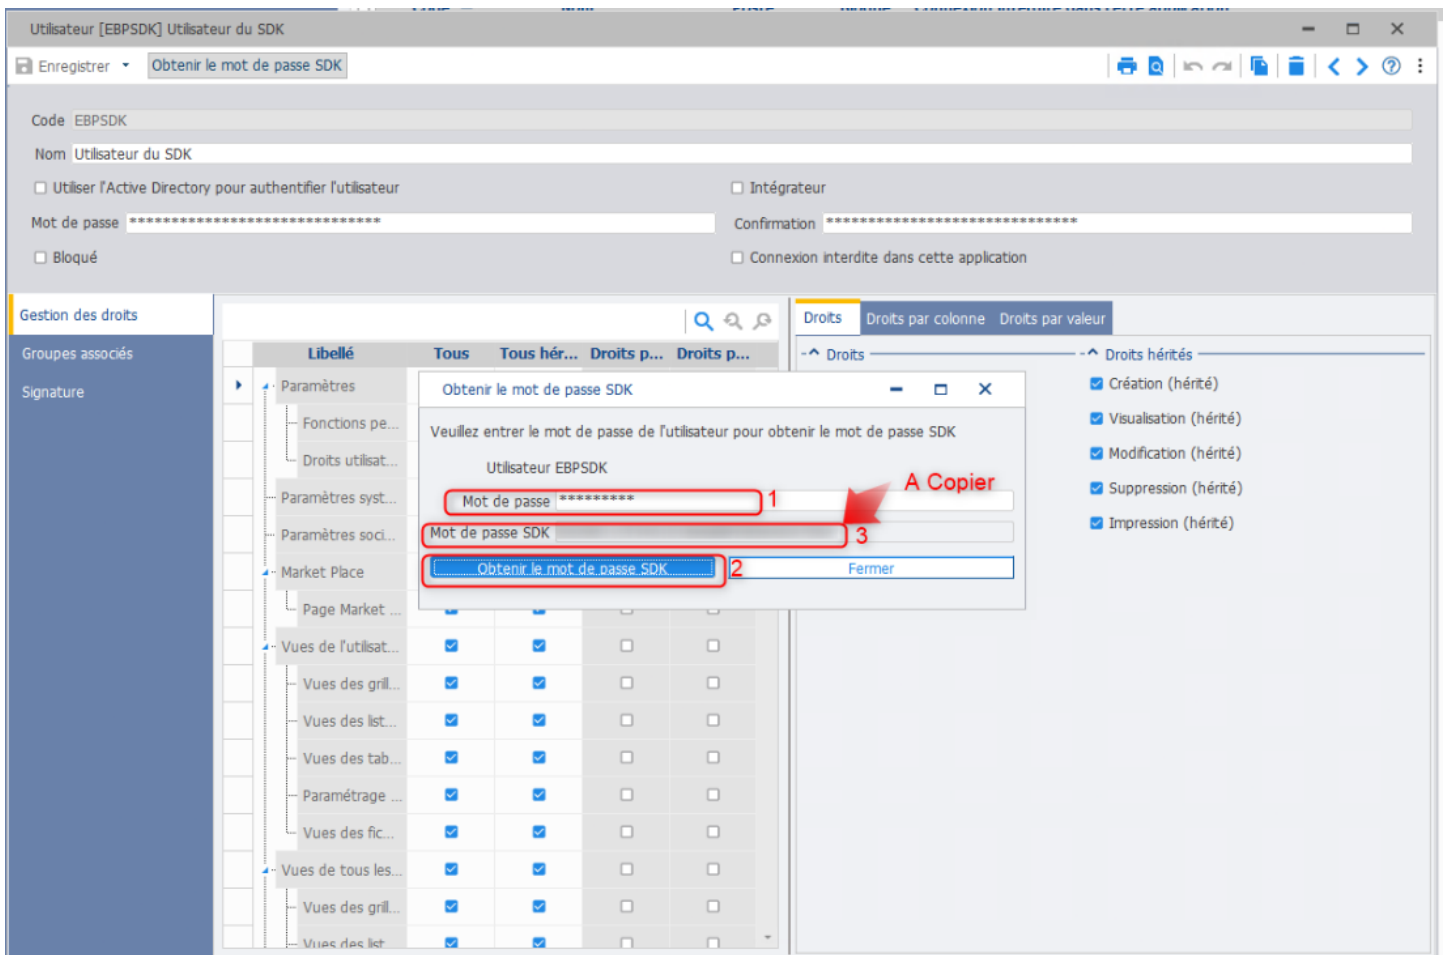 Utilisateur [EBPSDK] Utilisateur du SDK
Enregistrer Obtenir le mot de passe SDK
Code EBPSDK
Nom Utilisateur du SDK
Utiliser l'Active Directory pour authentifier l'utilisateur Intégrateur
Mot de passe ****************************** Confirmation ******************************
Bloqué Connexion interdite dans cette application
Gestion des droits
Groupes associés
Signature
Libellé Tous Tous hér... Droits p... Droits p...
Paramètres
Fonctions pe...
Droits utilisat...
Paramètres syst...
Paramètres soci...
Market Place
Page Market ...
Vues de l'utilisat...
Vues des grill...
Vues des list...
Vues des tab...
Paramétrage ...
Vues des fic...
Vues de tous les...
Vues des grill...
Vues des list
Obtenir le mot de passe SDK
Veuillez entrer le mot de passe de l'utilisateur pour obtenir le mot de passe SDK
Utilisateur EBPSDK
Mot de passe ********* 1
A Copier
Mot de passe SDK 3
Obtenir le mot de passe SDK 2 Fermer
Droits Droits par colonne Droits par valeur
Droits Droits hérités
Création (hérité)
Visualisation (hérité)
Modification (hérité)
Suppression (hérité)
Impression (hérité)